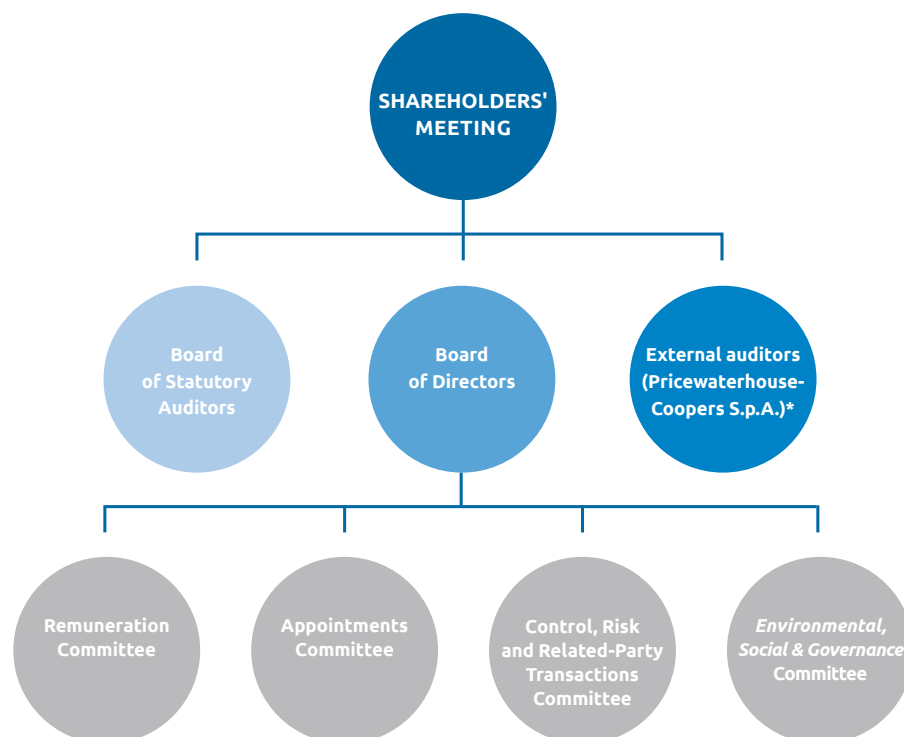 SHAREHOLDERS'
MEETING
Board
of Statutory
Auditors
Board
of Directors
External auditors
(Pricewaterhouse-
Coopers S.p.A.)*
Remuneration
Committee
Appointments
Committee
Control, Risk
and Related-Party
Transactions
Committee
Environmental,
Social & Governance
Committee